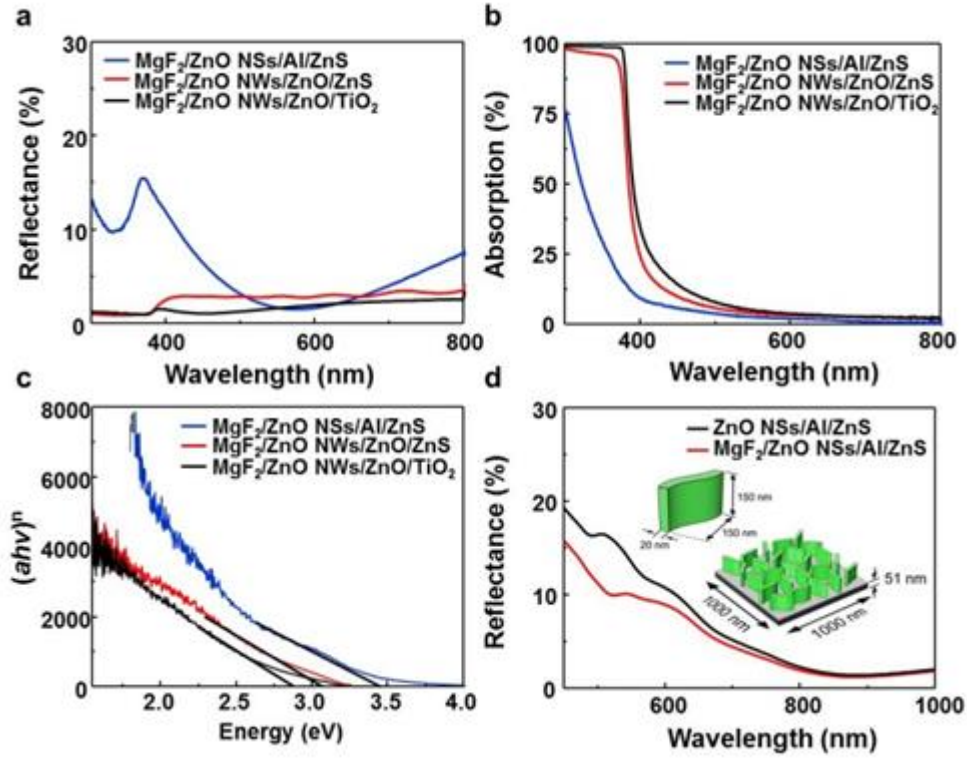 a
30
20
10
0
400
600
800
Reflectance (%)
Wavelength (nm)
MgF₂/ZnO NSs/Al/ZnS
MgF₂/ZnO NWs/ZnO/ZnS
MgF₂/ZnO NWs/ZnO/TiO₂
b
100
75
50
25
0
400
600
800
Absorption (%)
Wavelength (nm)
MgF₂/ZnO NSs/Al/ZnS
MgF₂/ZnO NWs/ZnO/ZnS
MgF₂/ZnO NWs/ZnO/TiO₂
c
8000
6000
4000
2000
0
2.0
2.5
3.0
3.5
4.0
(ahv)ⁿ
Energy (eV)
MgF₂/ZnO NSs/Al/ZnS
MgF₂/ZnO NWs/ZnO/ZnS
MgF₂/ZnO NWs/ZnO/TiO₂
d
30
20
10
0
600
800
1000
Reflectance (%)
Wavelength (nm)
ZnO NSs/Al/ZnS
MgF₂/ZnO NSs/Al/ZnS
150 nm
20 nm
150 nm
51 nm
1000 nm
1000 nm